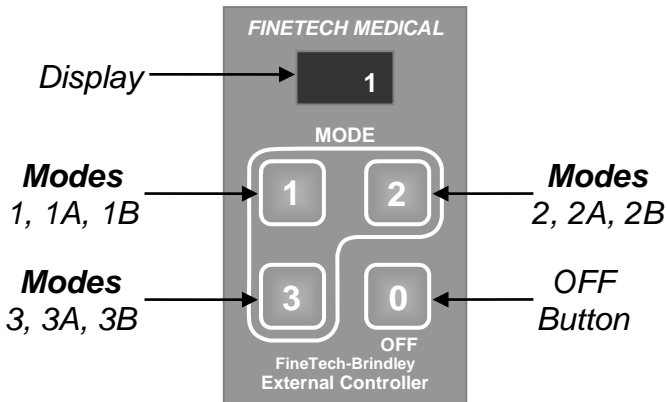 FINETECH MEDICAL
Display
1
MODE
Modes
1, 1A, 1B
1
2
Modes
2, 2A, 2B
Modes
3, 3A, 3B
3
0
OFF
Button
OFF
FineTech-Brindley
External Controller